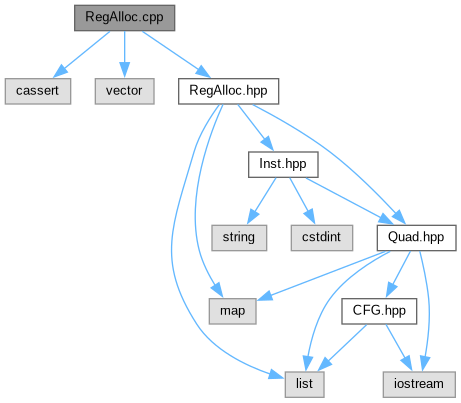 RegAlloc.cpp
cassert
vector
RegAlloc.hpp
Inst.hpp
string
cstdint
Quad.hpp
map
CFG.hpp
list
iostream